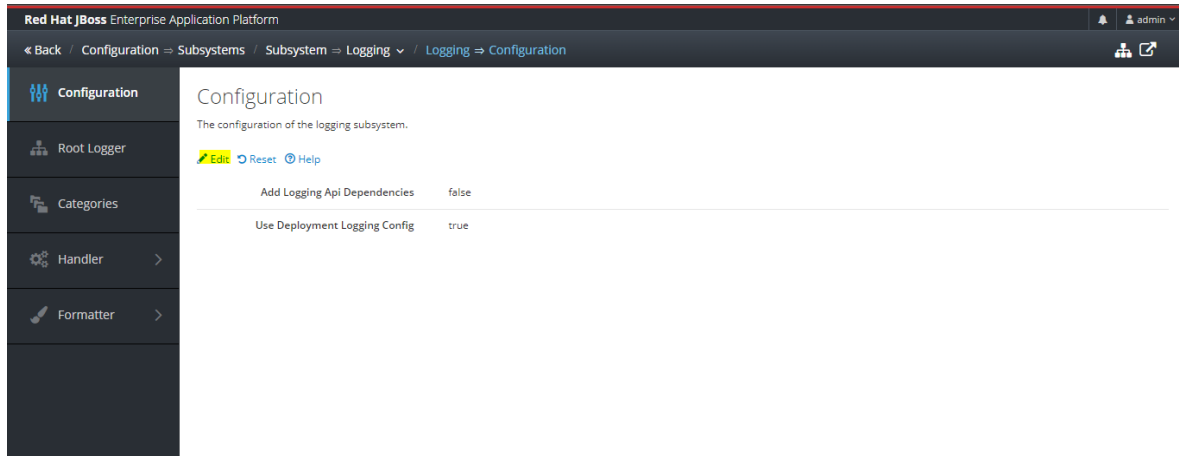 Red Hat JBoss Enterprise Application Platform admin
« Back / Configuration ⇒ Subsystems / Subsystem ⇒ Logging / Logging ⇒ Configuration
Configuration
Root Logger
Categories
Handler
Formatter
Configuration
The configuration of the logging subsystem.
Edit Reset Help
Add Logging Api Dependencies false
Use Deployment Logging Config true